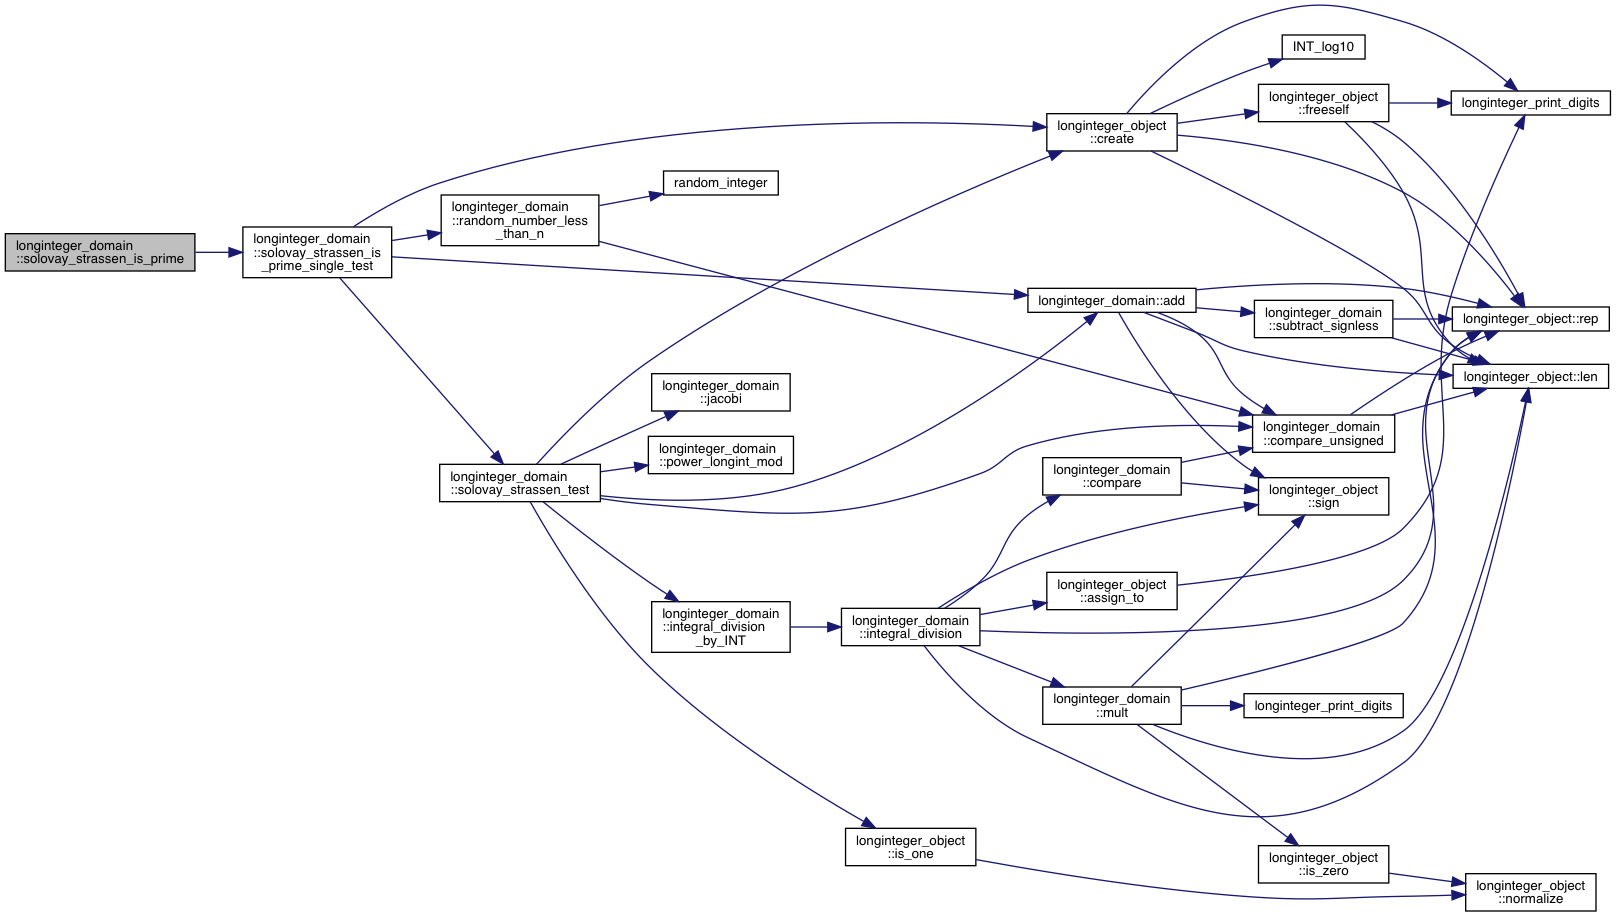 longinteger_domain
::solovay_strassen_is_prime
longinteger_domain
::solovay_strassen_is
_prime_single_test
longinteger_domain
::random_number_less
_than_n
random_integer
longinteger_domain
::solovay_strassen_test
longinteger_domain
::jacobi
longinteger_domain
::power_longint_mod
longinteger_domain
::integral_division
_by_INT
longinteger_domain
::integral_division
longinteger_object
::is_one
longinteger_object
::create
longinteger_domain::add
longinteger_domain
::compare
longinteger_object
::assign_to
longinteger_domain
::mult
INT_log10
longinteger_object
::freeself
longinteger_domain
::subtract_signless
longinteger_domain
::compare_unsigned
longinteger_object
::sign
longinteger_print_digits
longinteger_object
::is_zero
longinteger_print_digits
longinteger_object::rep
longinteger_object::len
longinteger_object
::normalize